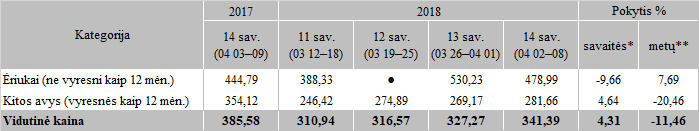 Kategorija 2017 2018 Pokytis %
14 sav. 11 sav. 12 sav. 13 sav. 14 sav. savaitės* metų**
(04 03–09) (03 12–18) (03 19–25) (03 26–04 01) (04 02–08)
Ėriukai (ne vyresni kaip 12 mėn.) 444,79 388,33 ● 530,23 478,99 -9,66 7,69
Kitos avys (vyresnės kaip 12 mėn.) 354,12 246,42 274,89 269,17 281,66 4,64 -20,46
Vidutinė kaina 385,58 310,94 316,57 327,27 341,39 4,31 -11,46